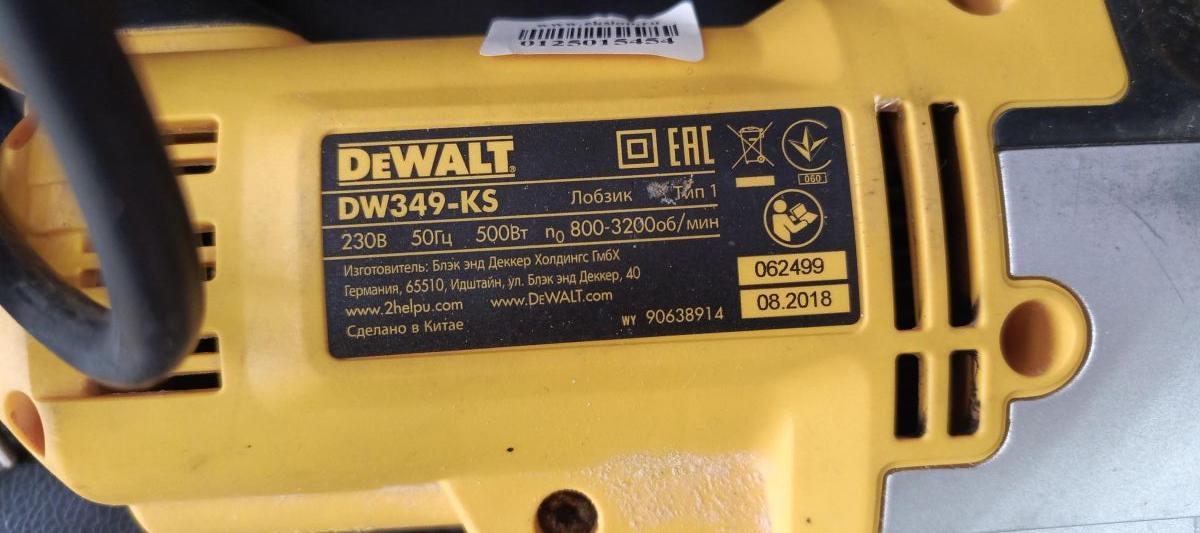 0125015454
DEWALT
EAC
DW349-KS
Лобзик Тип 1
230В 50Гц 500Вт n0 800-3200об/мин
Изготовитель: Блэк энд Деккер Холдингс ГмбХ
Германия, 65510, Идштайн, ул. Блэк энд Деккер, 40
www.2helpu.com www.DEWALT.com
Сделано в Китае
WY 90638914
060
062499
08.2018